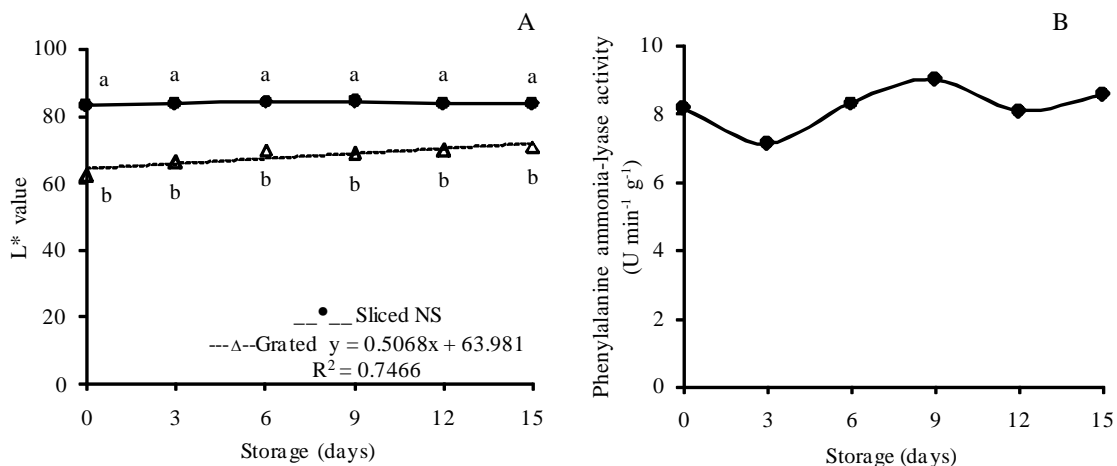 A
100
80
60
40
20
0
L* value
a a a a a a
b b b b b b
__•__ Sliced NS
---Δ--Grated y = 0.5068x + 63.981
R² = 0.7466
0 3 6 9 12 15
Storage (days)
B
10
8
6
4
2
0
Phenylalanine ammonia-lyase activity
(U min⁻¹ g⁻¹)
0 3 6 9 12 15
Storage (days)